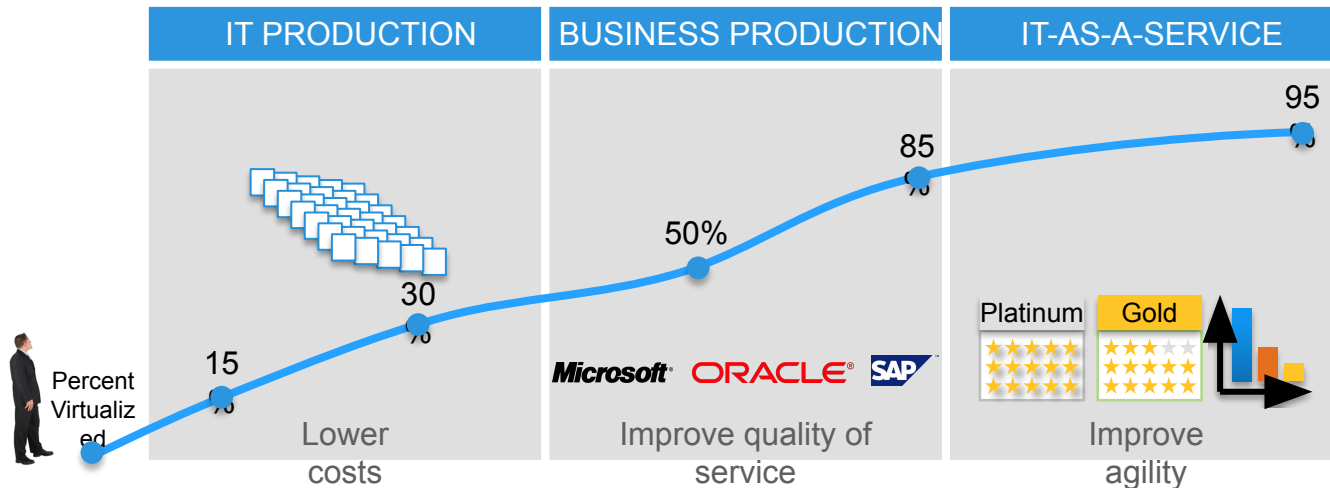 IT PRODUCTION
BUSINESS PRODUCTION
IT-AS-A-SERVICE
95
%
85
%
50%
30
%
15
%
Percent
Virtualiz
ed
Microsoft®
ORACLE®
SAP™
Platinum
Gold
Lower
costs
Improve quality of
service
Improve
agility